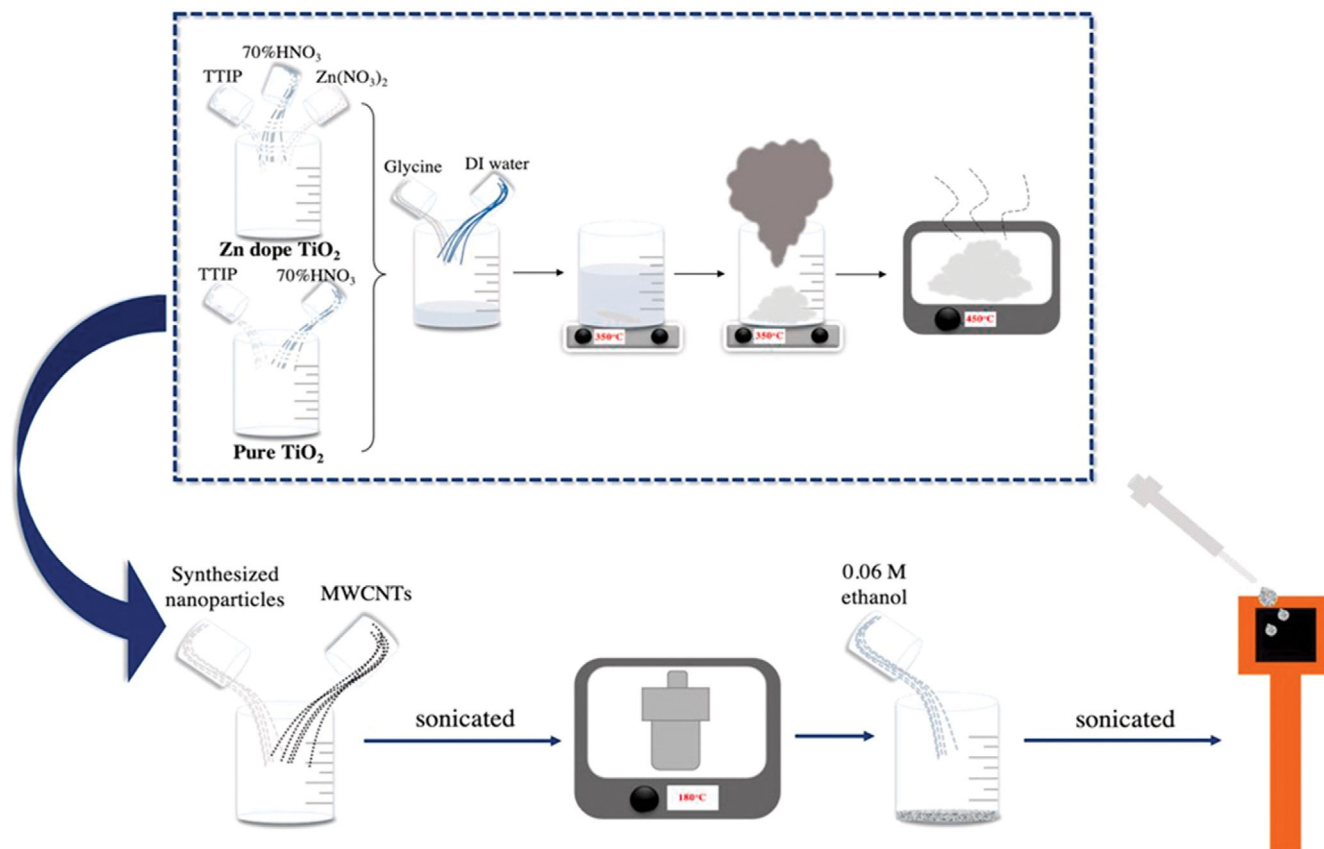 70%HNO₃
TTIP
Zn(NO₃)₂
Zn dope TiO₂
TTIP
70%HNO₃
Pure TiO₂
Glycine
DI water
350°C
350°C
450°C
Synthesized
nanoparticles
MWCNTs
sonicated
180°C
0.06 M
ethanol
sonicated